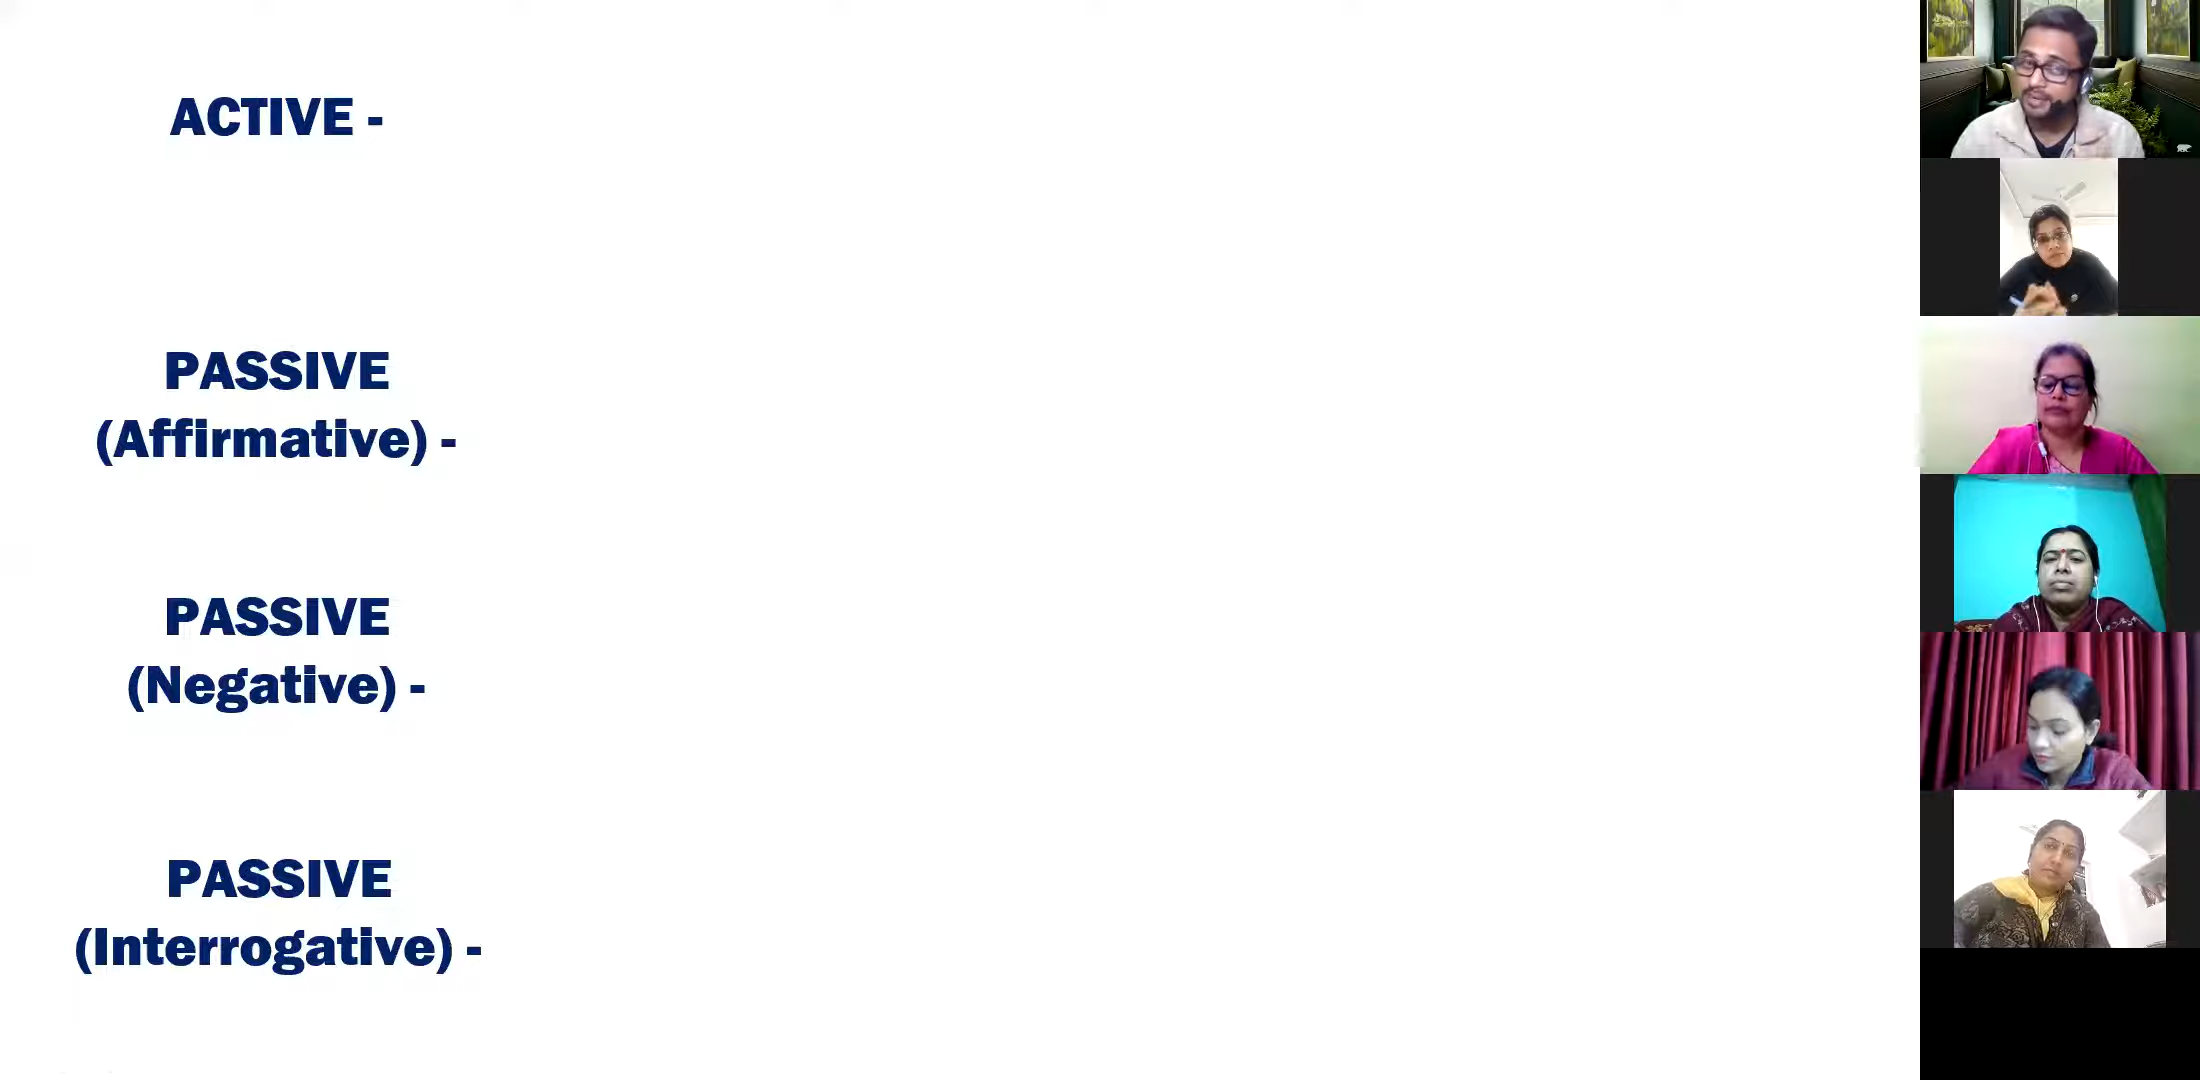 ACTIVE -
PASSIVE
(Affirmative) -
PASSIVE
(Negative) -
PASSIVE
(Interrogative) -